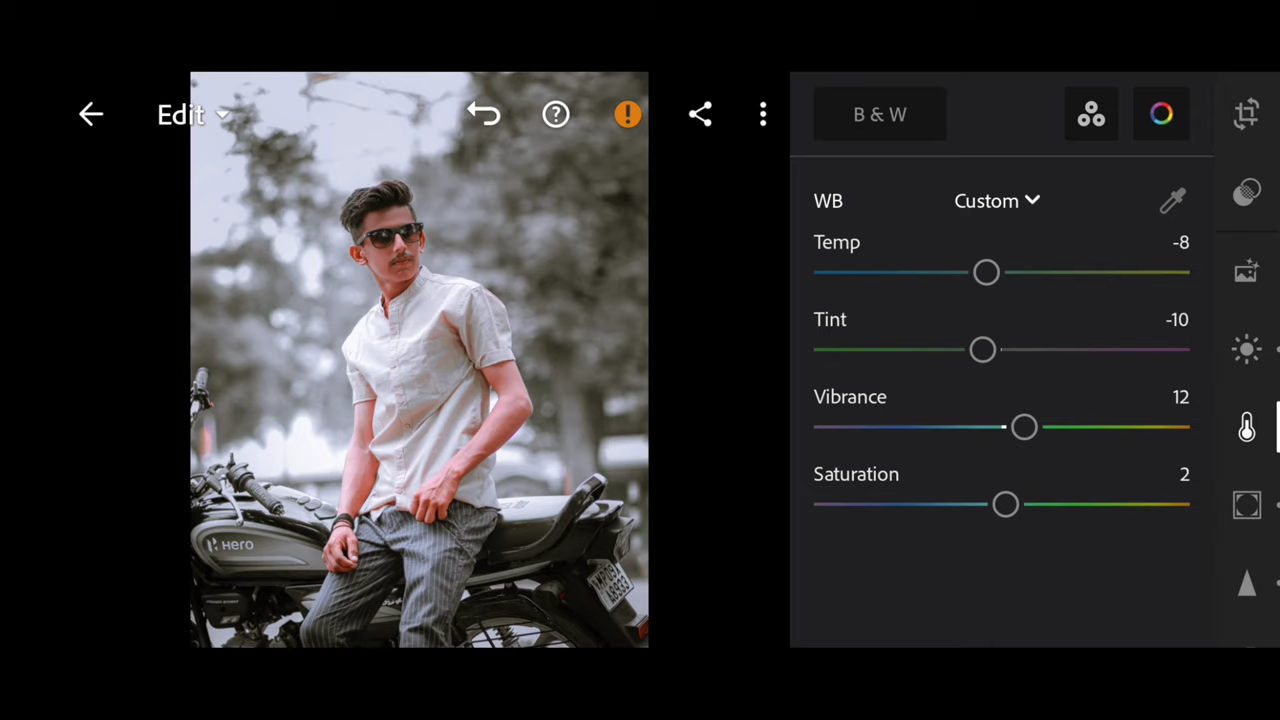 Edit
B & W
WB
Custom
Temp
-8
Tint
-10
Vibrance
12
Saturation
2
Hero